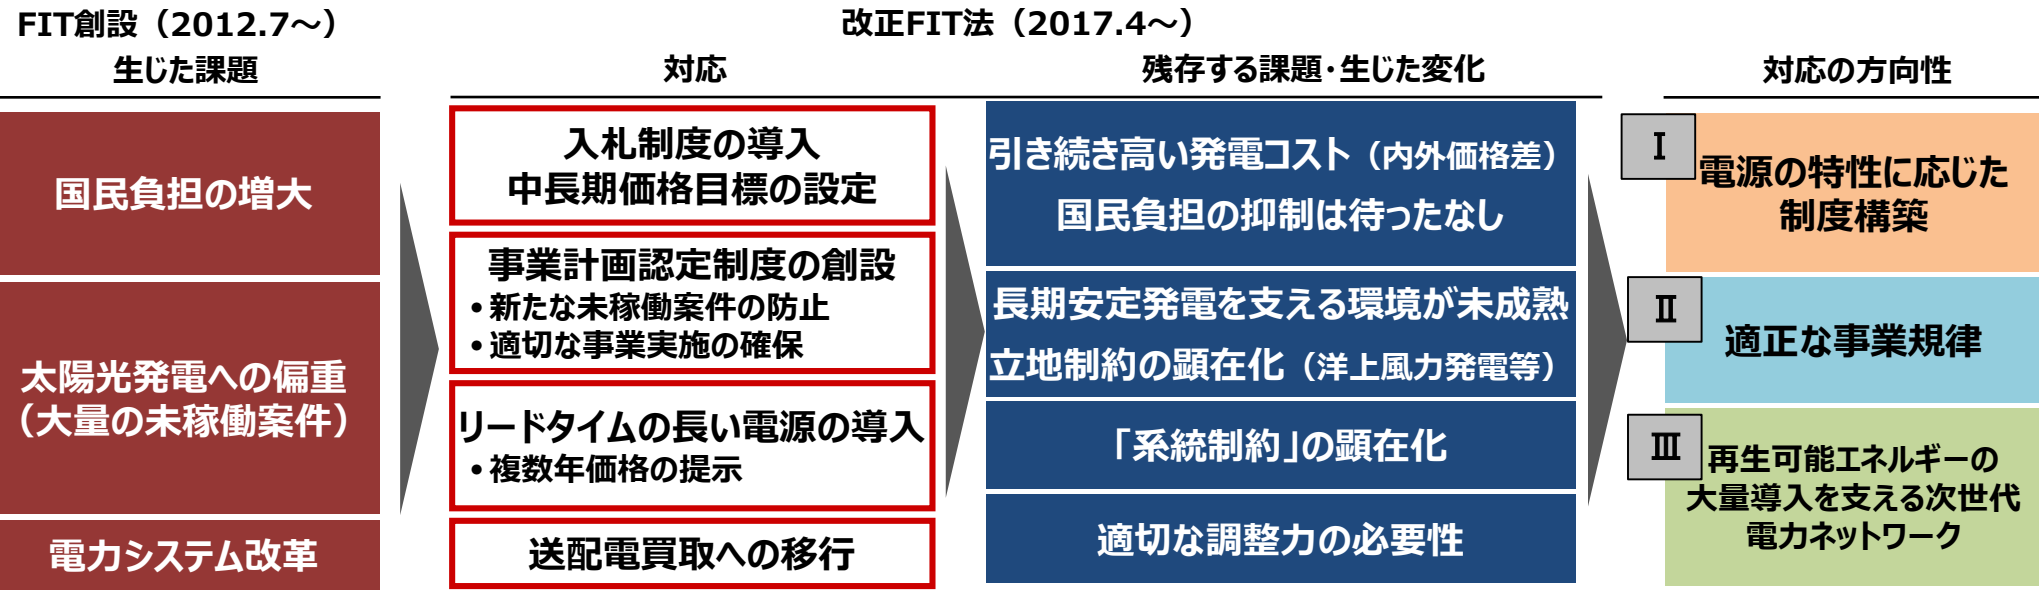 FIT創設（2012.7～）
生じた課題
国民負担の増大
太陽光発電への偏重
（大量の未稼働案件）
電力システム改革
改正FIT法（2017.4～）
対応
入札制度の導入
中長期価格目標の設定
事業計画認定制度の創設
•新たな未稼働案件の防止
•適切な事業実施の確保
リードタイムの長い電源の導入
•複数年価格の提示
送配電買取への移行
残存する課題・生じた変化
引き続き高い発電コスト（内外価格差）
国民負担の抑制は待ったなし
長期安定発電を支える環境が未成熟
立地制約の顕在化（洋上風力発電等）
「系統制約」の顕在化
適切な調整力の必要性
対応の方向性
Ⅰ
電源の特性に応じた
制度構築
Ⅱ
適正な事業規律
Ⅲ
再生可能エネルギーの
大量導入を支える次世代
電力ネットワーク